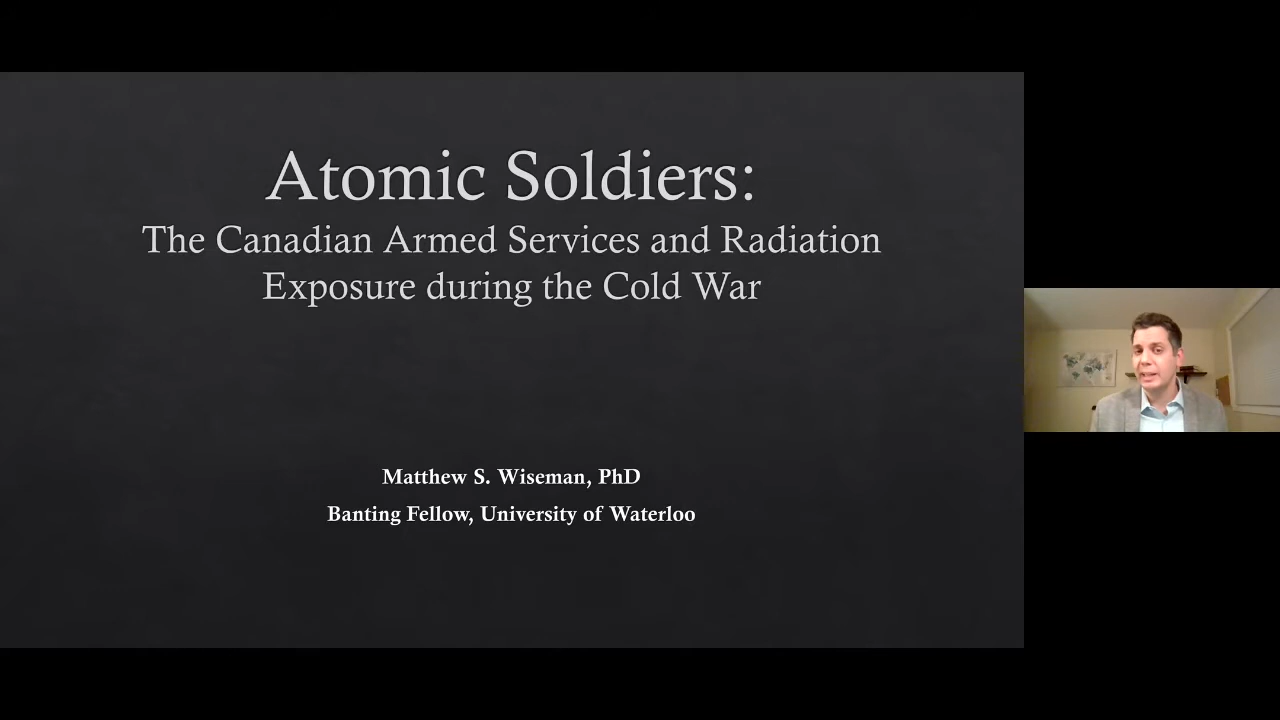 Atomic Soldiers:
The Canadian Armed Services and Radiation
Exposure during the Cold War
Matthew S. Wiseman, PhD
Banting Fellow, University of Waterloo